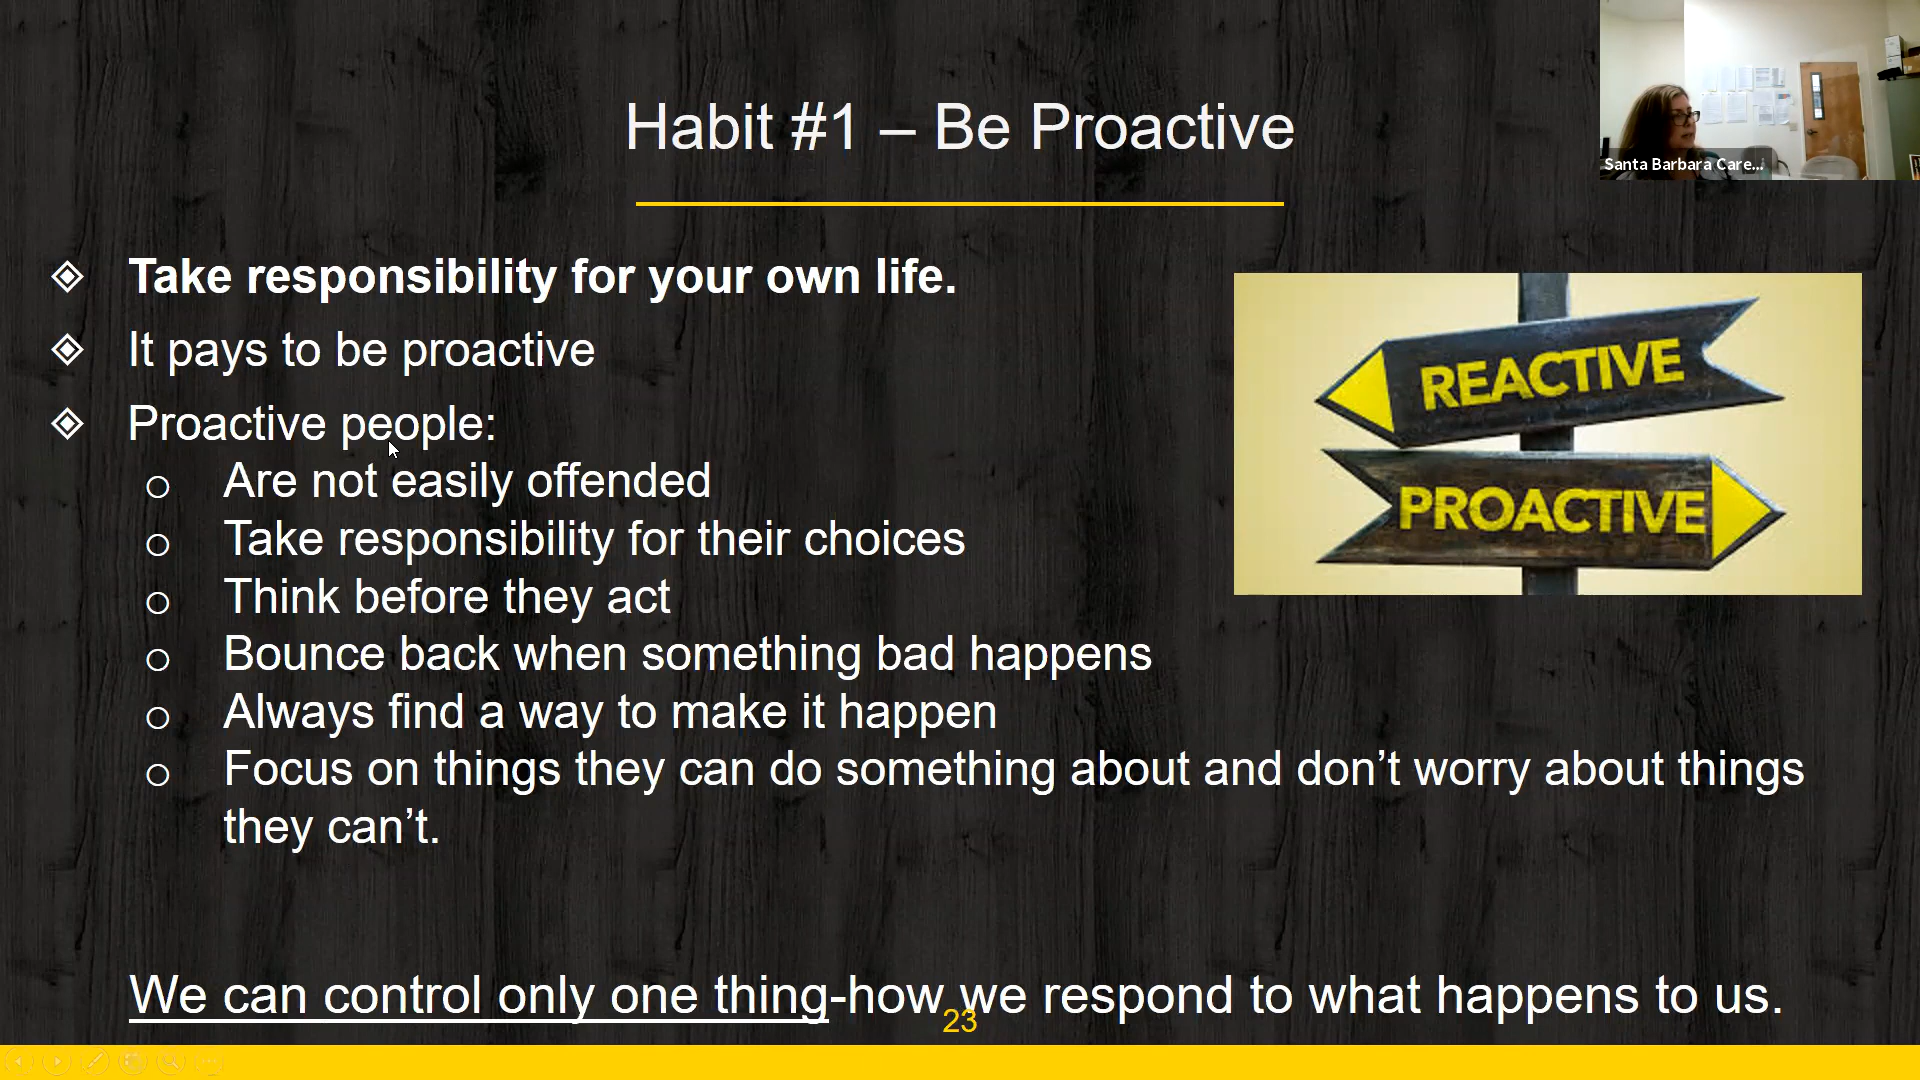 Habit #1 – Be Proactive
Santa Barbara Care...
Take responsibility for your own life.
It pays to be proactive
Proactive people:
Are not easily offended
Take responsibility for their choices
Think before they act
Bounce back when something bad happens
Always find a way to make it happen
Focus on things they can do something about and don’t worry about things
they can’t.
REACTIVE
PROACTIVE
We can control only one thing-how we respond to what happens to us.
23